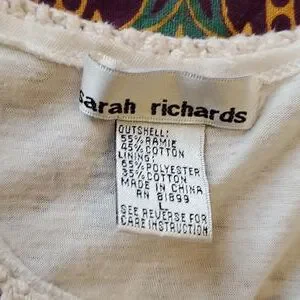 sarah richards
OUTSHELL:
55% RAMIE
45% COTTON
LINING:
65% POLYESTER
35% COTTON
MADE IN CHINA
RN 81899
L
SEE REVERSE FOR
CARE INSTRUCTION